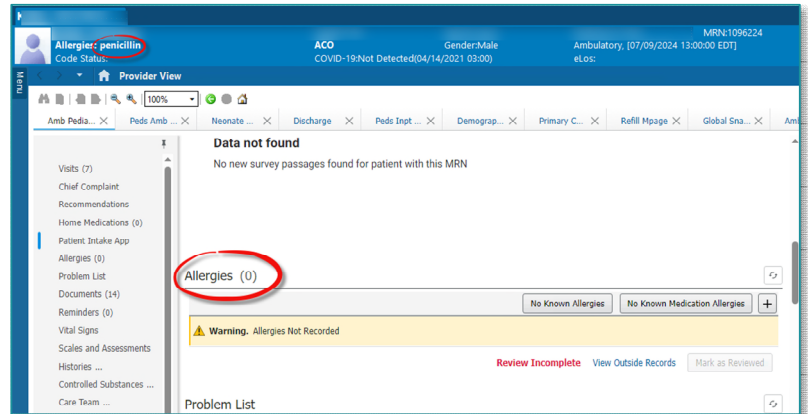 MRN:1096224
Allergies: penicillin ACO Gender:Male Ambulatory, [07/09/2024 13:00:00 EDT]
Code Status: COVID-19:Not Detected(04/14/2021 03:00) eLos:
Menu
Provider View
100%
Amb Pedia... Peds Amb ... Neonate ... Discharge Peds Inpt ... Demograp... Primary C... Refill Mpage Global Sna... Am
Data not found
No new survey passages found for patient with this MRN
Visits (7)
Chief Complaint
Recommendations
Home Medications (0)
Patient Intake App
Allergies (0)
Problem List
Documents (14)
Reminders (0)
Vital Signs
Scales and Assessments
Histories ...
Controlled Substances ...
Care Team ...
Allergies (0)
No Known Allergies No Known Medication Allergies +
Warning. Allergies Not Recorded
Review Incomplete View Outside Records Mark as Reviewed
Problem List